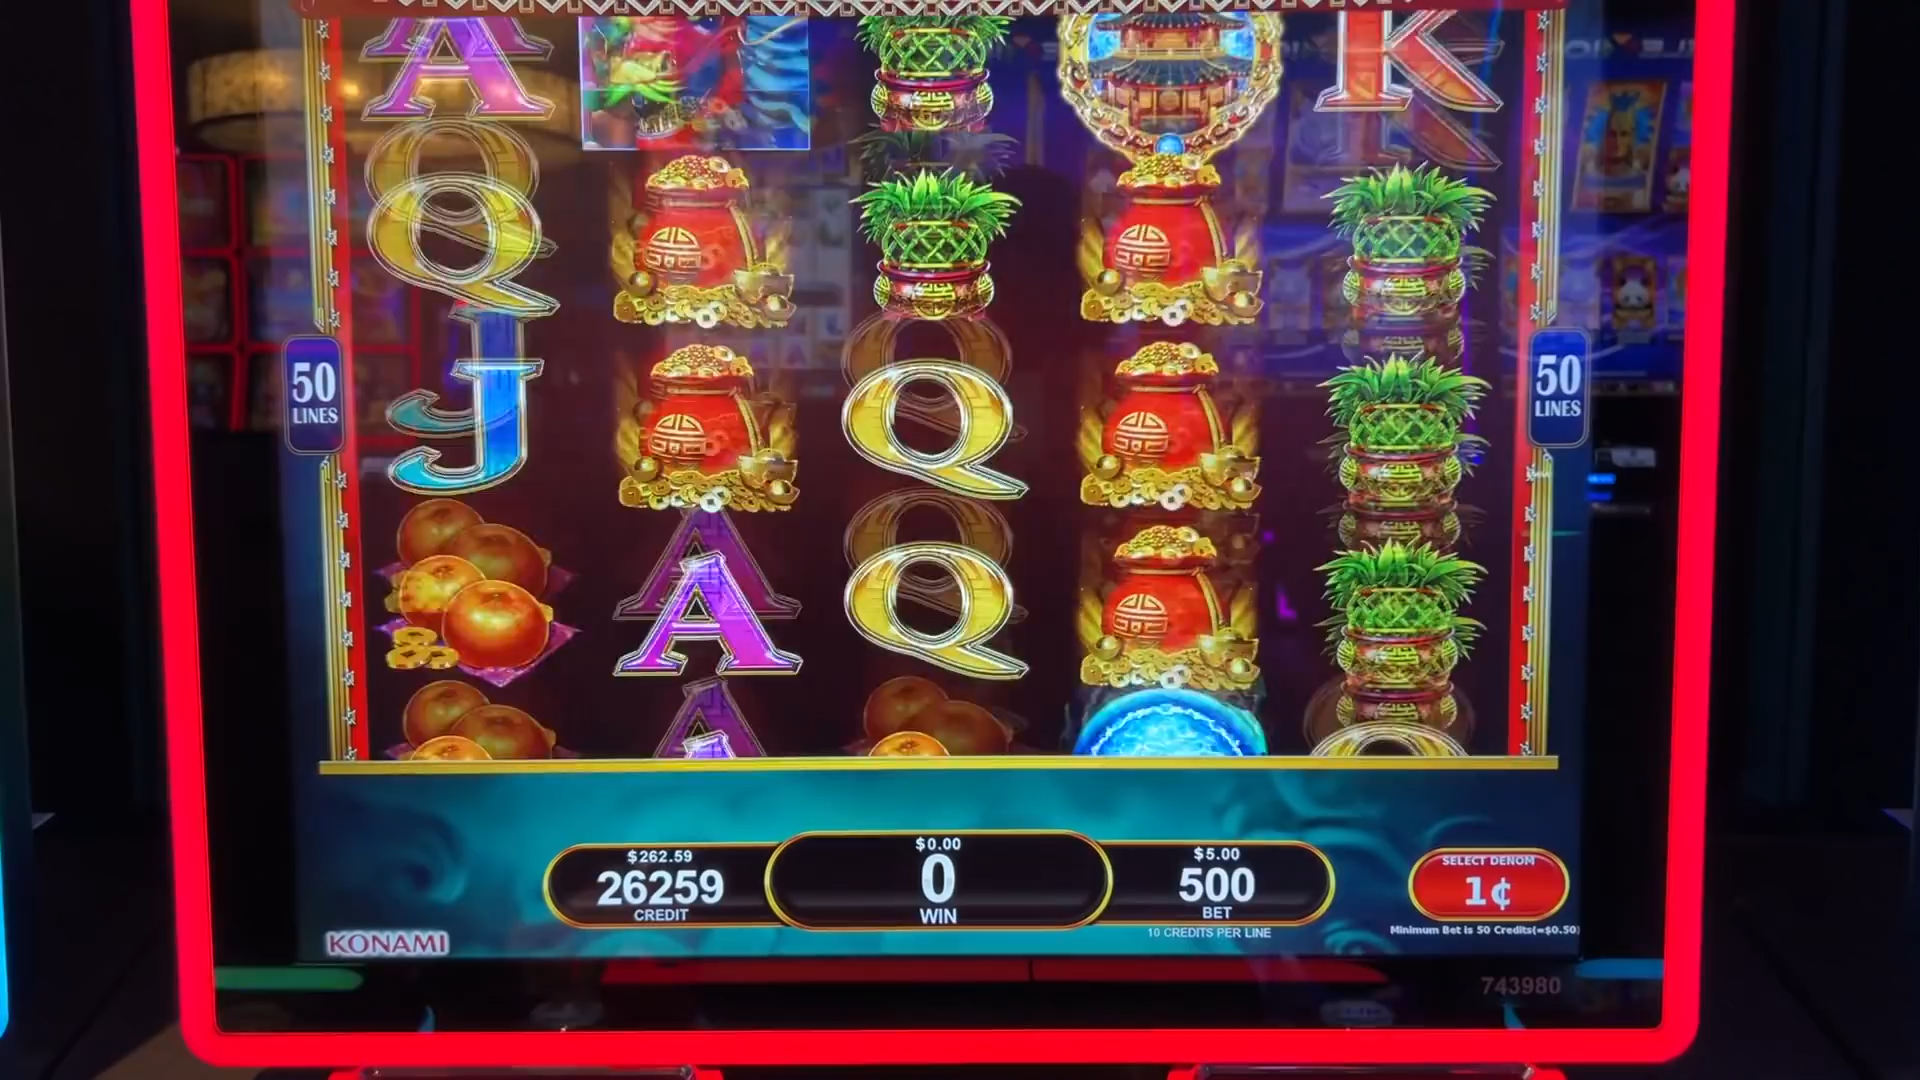 A
K
Q
J
Q
A
Q
50
LINES
50
LINES
$262.59
26259
CREDIT
$0.00
0
WIN
$5.00
500
BET
10 CREDITS PER LINE
SELECT DENOM
1¢
Minimum Bet is 50 Credits(=$0.50)
KONAMI
743980